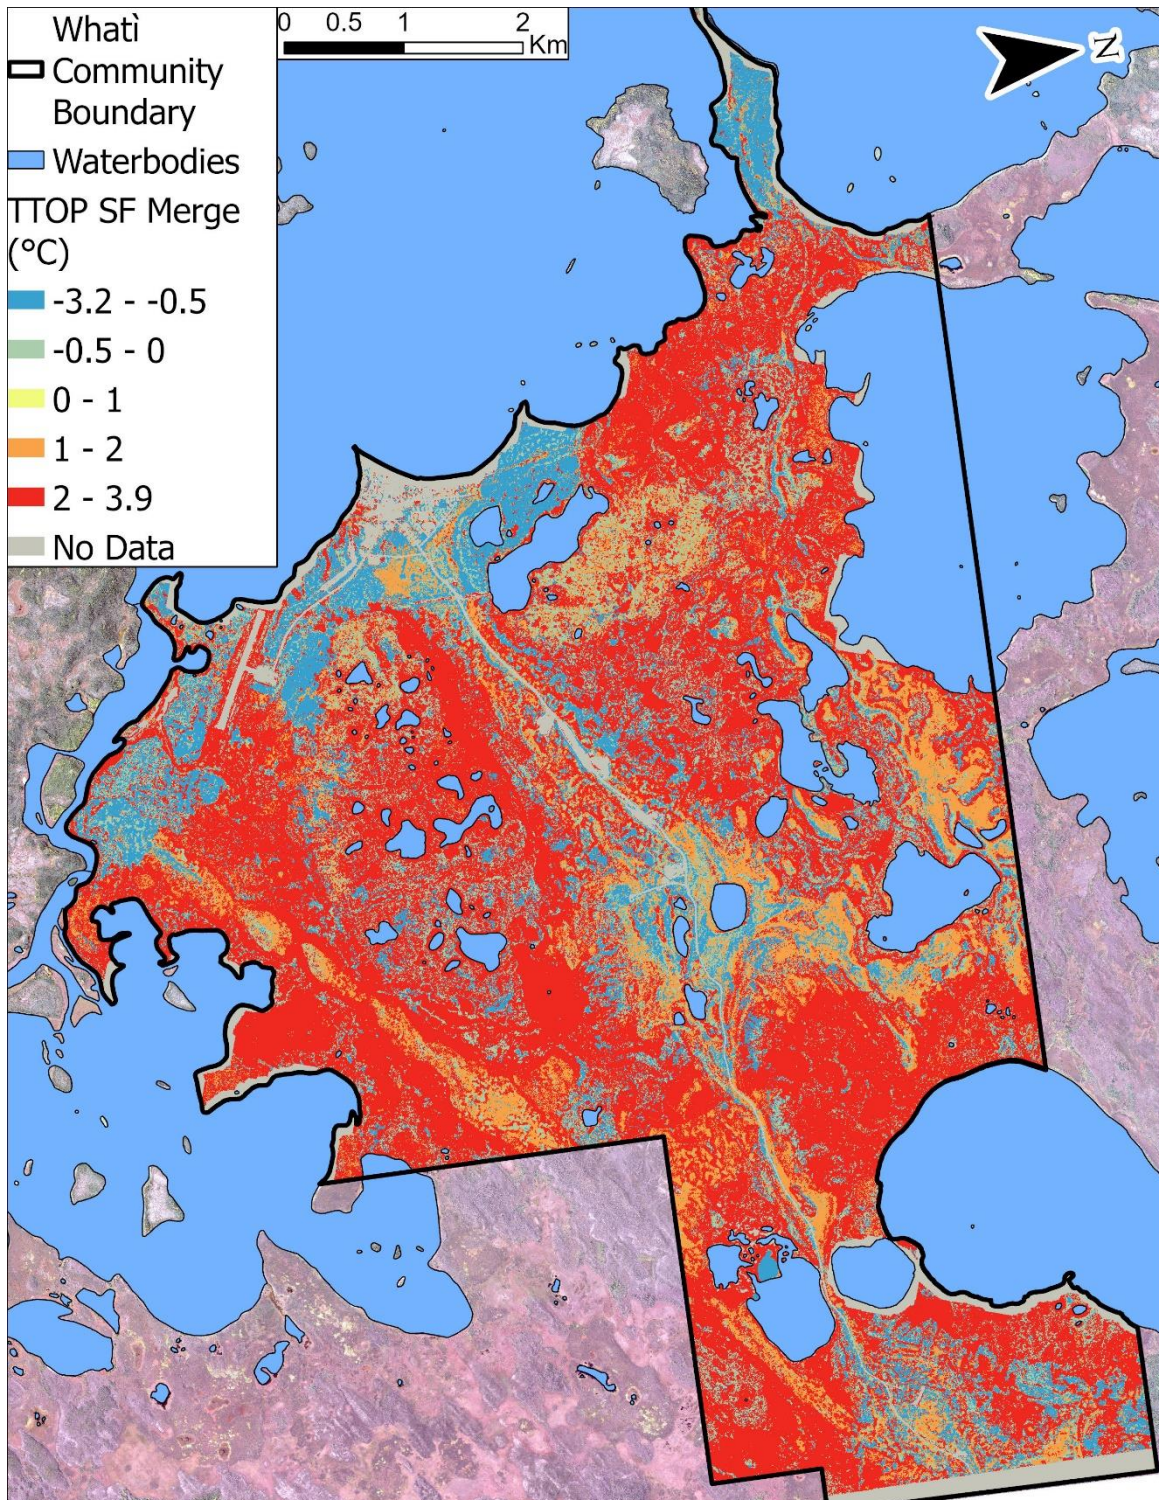 Whatì
Community
Boundary
Waterbodies
TTOP SF Merge
(°C)
-3.2 - -0.5
-0.5 - 0
0 - 1
1 - 2
2 - 3.9
No Data
0 0.5 1 2
Km
N